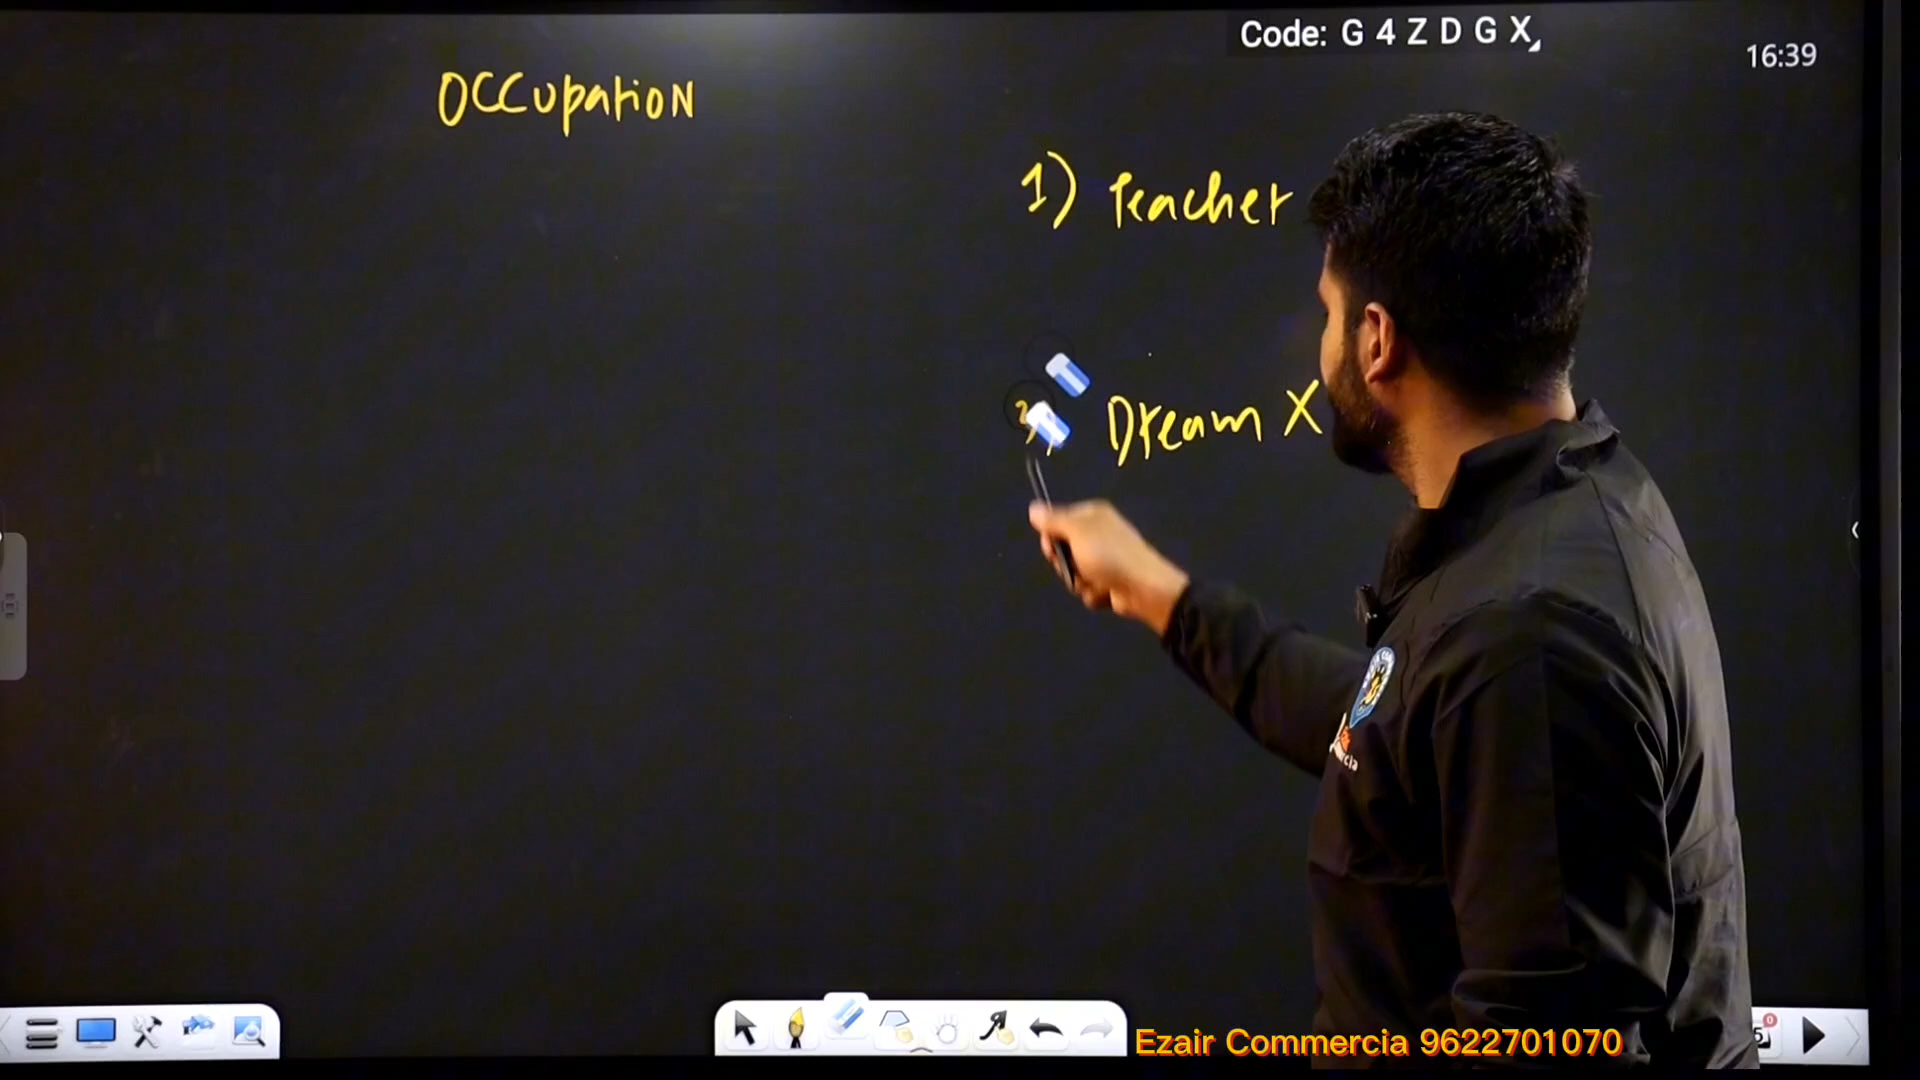 Code: G 4 Z D G X
16:39
OCCupatioN
1) Teacher
Dream X
Ezair Commercia 9622701070